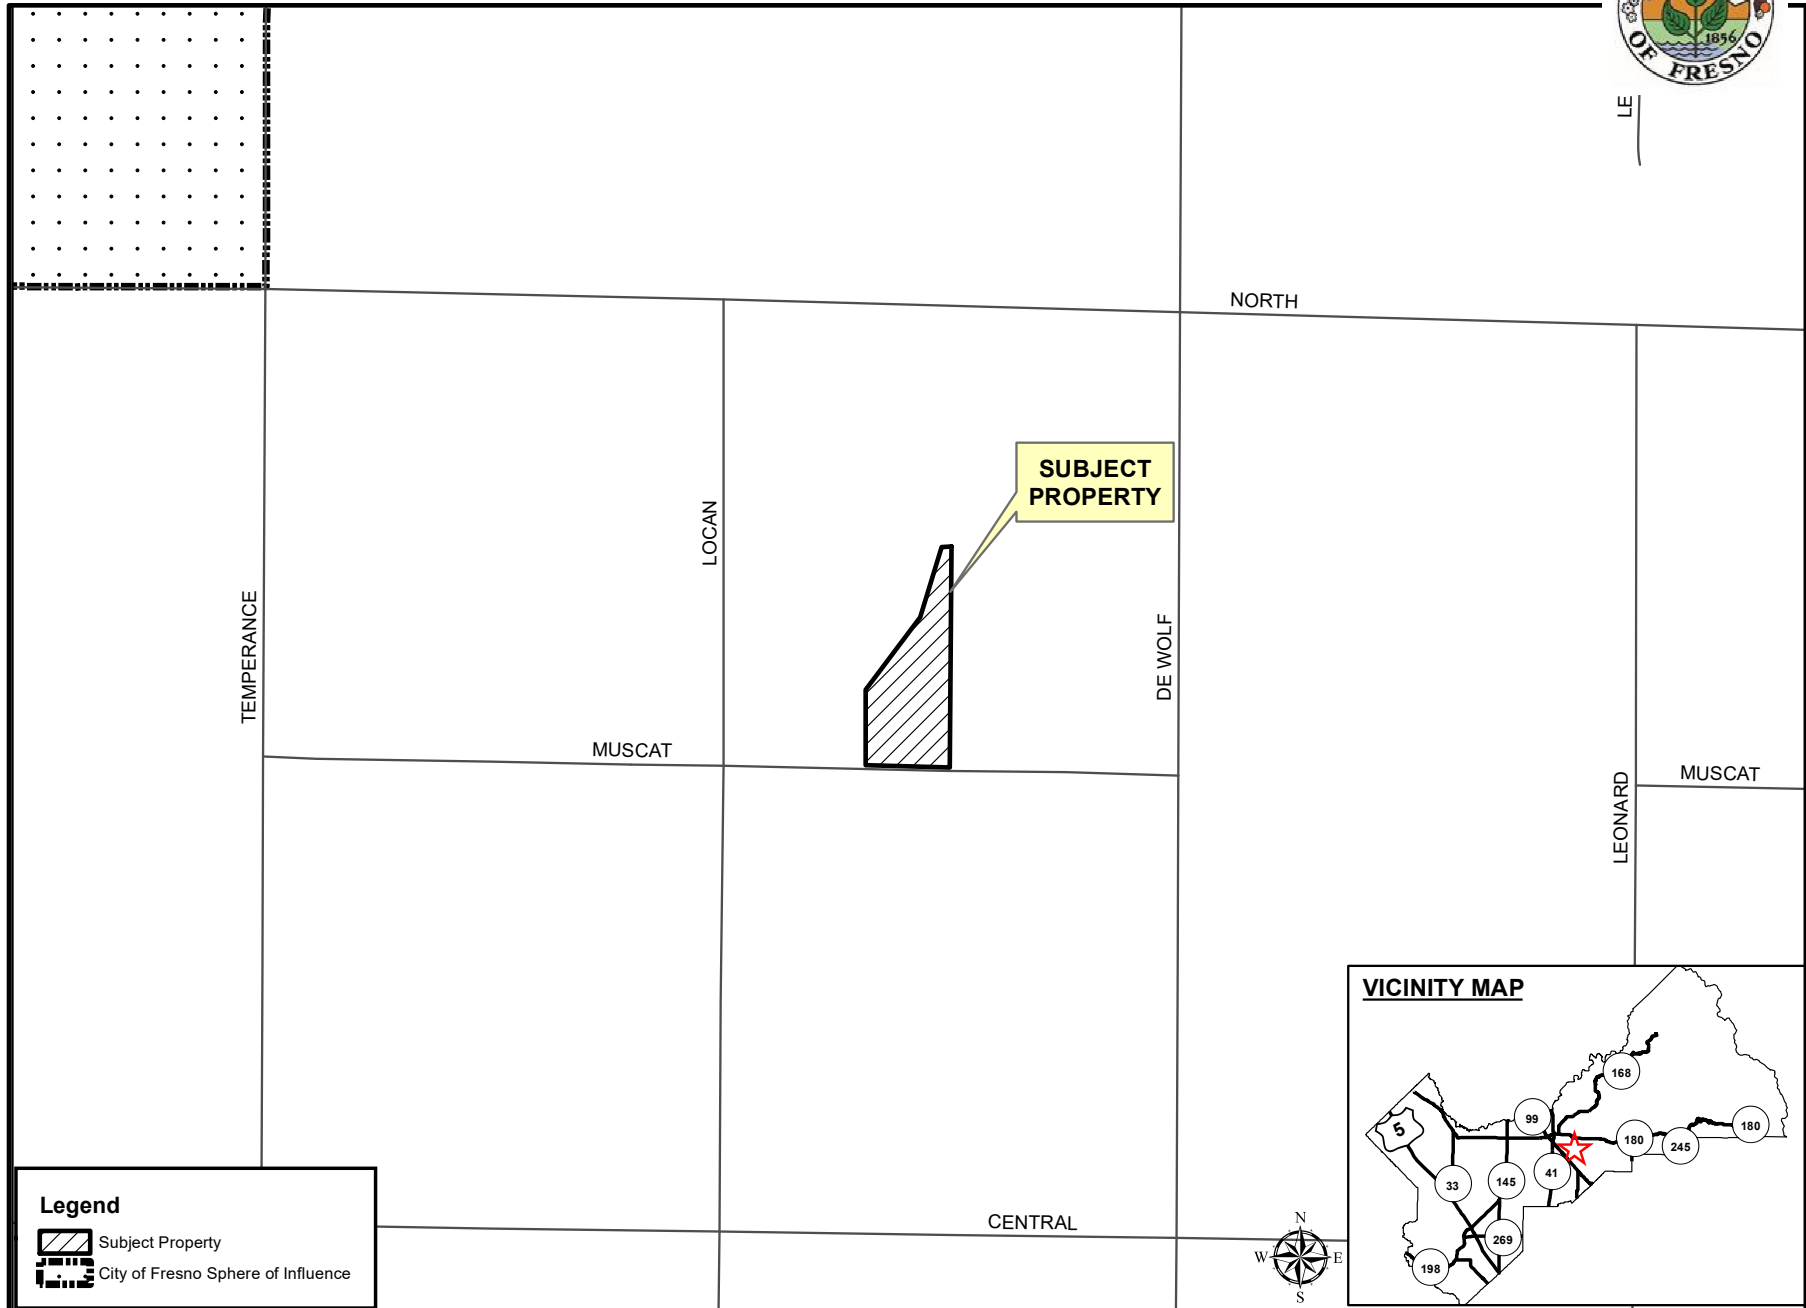 1856
OF FRESNO
LE
NORTH
SUBJECT
PROPERTY
LOCAN
TEMPERANCE
DE WOLF
MUSCAT
MUSCAT
LEONARD
VICINITY MAP
168
99
5
180
180
245
41
33
145
269
198
Legend
Subject Property
City of Fresno Sphere of Influence
CENTRAL
N
W
E
S